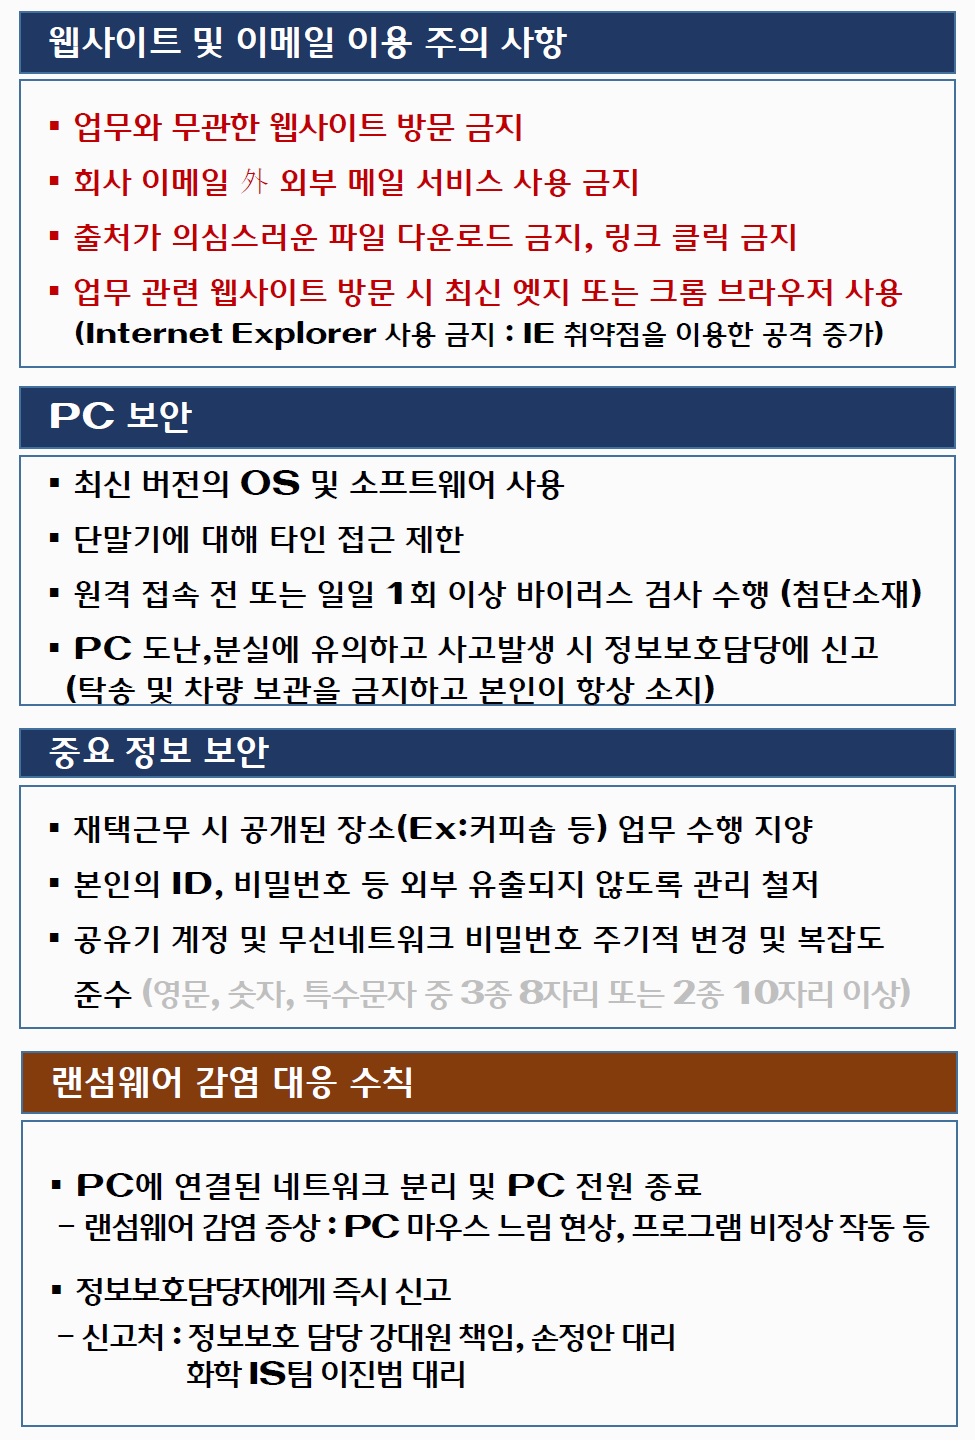 웹사이트 및 이메일 이용 주의 사항
▪ 업무와 무관한 웹사이트 방문 금지
▪ 회사 이메일 外 외부 메일 서비스 사용 금지
▪ 출처가 의심스러운 파일 다운로드 금지, 링크 클릭 금지
▪ 업무 관련 웹사이트 방문 시 최신 엣지 또는 크롬 브라우저 사용
(Internet Explorer 사용 금지 : IE 취약점을 이용한 공격 증가)
PC 보안
▪ 최신 버전의 OS 및 소프트웨어 사용
▪ 단말기에 대해 타인 접근 제한
▪ 원격 접속 전 또는 일일 1회 이상 바이러스 검사 수행 (첨단소재)
▪ PC 도난,분실에 유의하고 사고발생 시 정보보호담당에 신고
(탁송 및 차량 보관을 금지하고 본인이 항상 소지)
중요 정보 보안
▪ 재택근무 시 공개된 장소(Ex:커피숍 등) 업무 수행 지양
▪ 본인의 ID, 비밀번호 등 외부 유출되지 않도록 관리 철저
▪ 공유기 계정 및 무선네트워크 비밀번호 주기적 변경 및 복잡도
준수 (영문, 숫자, 특수문자 중 3종 8자리 또는 2종 10자리 이상)
랜섬웨어 감염 대응 수칙
▪ PC에 연결된 네트워크 분리 및 PC 전원 종료
– 랜섬웨어 감염 증상 : PC 마우스 느림 현상, 프로그램 비정상 작동 등
▪ 정보보호담당자에게 즉시 신고
– 신고처 : 정보보호 담당 강대원 책임, 손정안 대리
화학 IS팀 이진범 대리